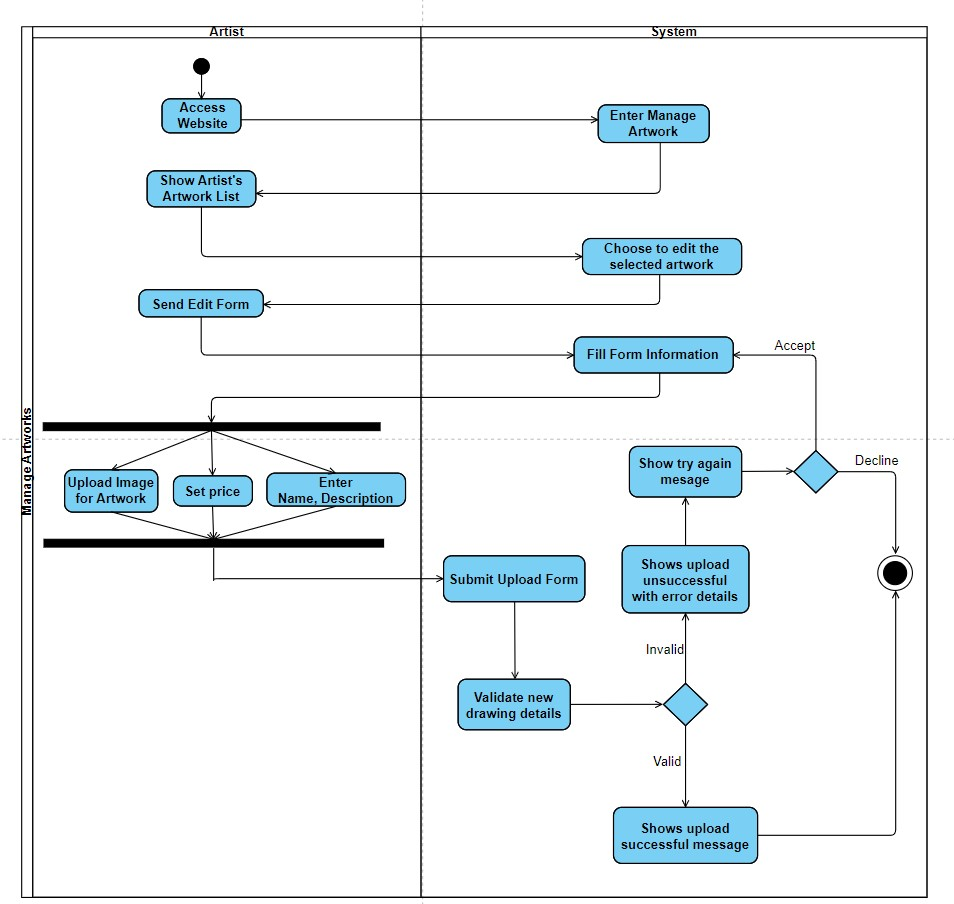 Artist
System
Access
Website
Enter Manage
Artwork
Show Artist's
Artwork List
Choose to edit the
selected artwork
Send Edit Form
Fill Form Information
Accept
Manage Artworks
Upload Image
for Artwork
Set price
Enter
Name, Description
Show try again
mesage
Decline
Submit Upload Form
Shows upload
unsuccessful
with error details
Invalid
Validate new
drawing details
Valid
Shows upload
successful message